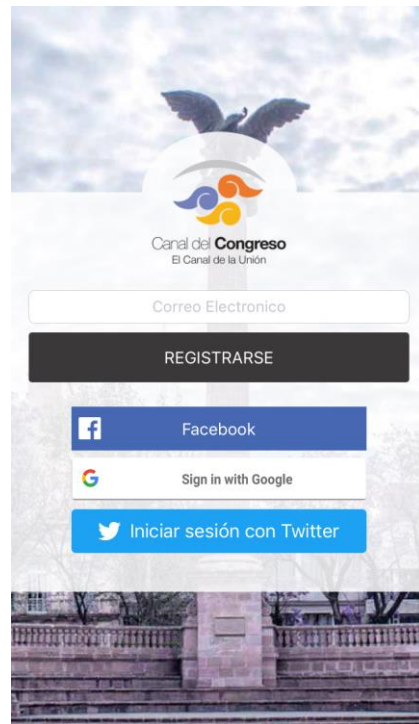 Canal del Congreso
El Canal de la Unión
Correo Electronico
REGISTRARSE
Facebook
Sign in with Google
Iniciar sesión con Twitter